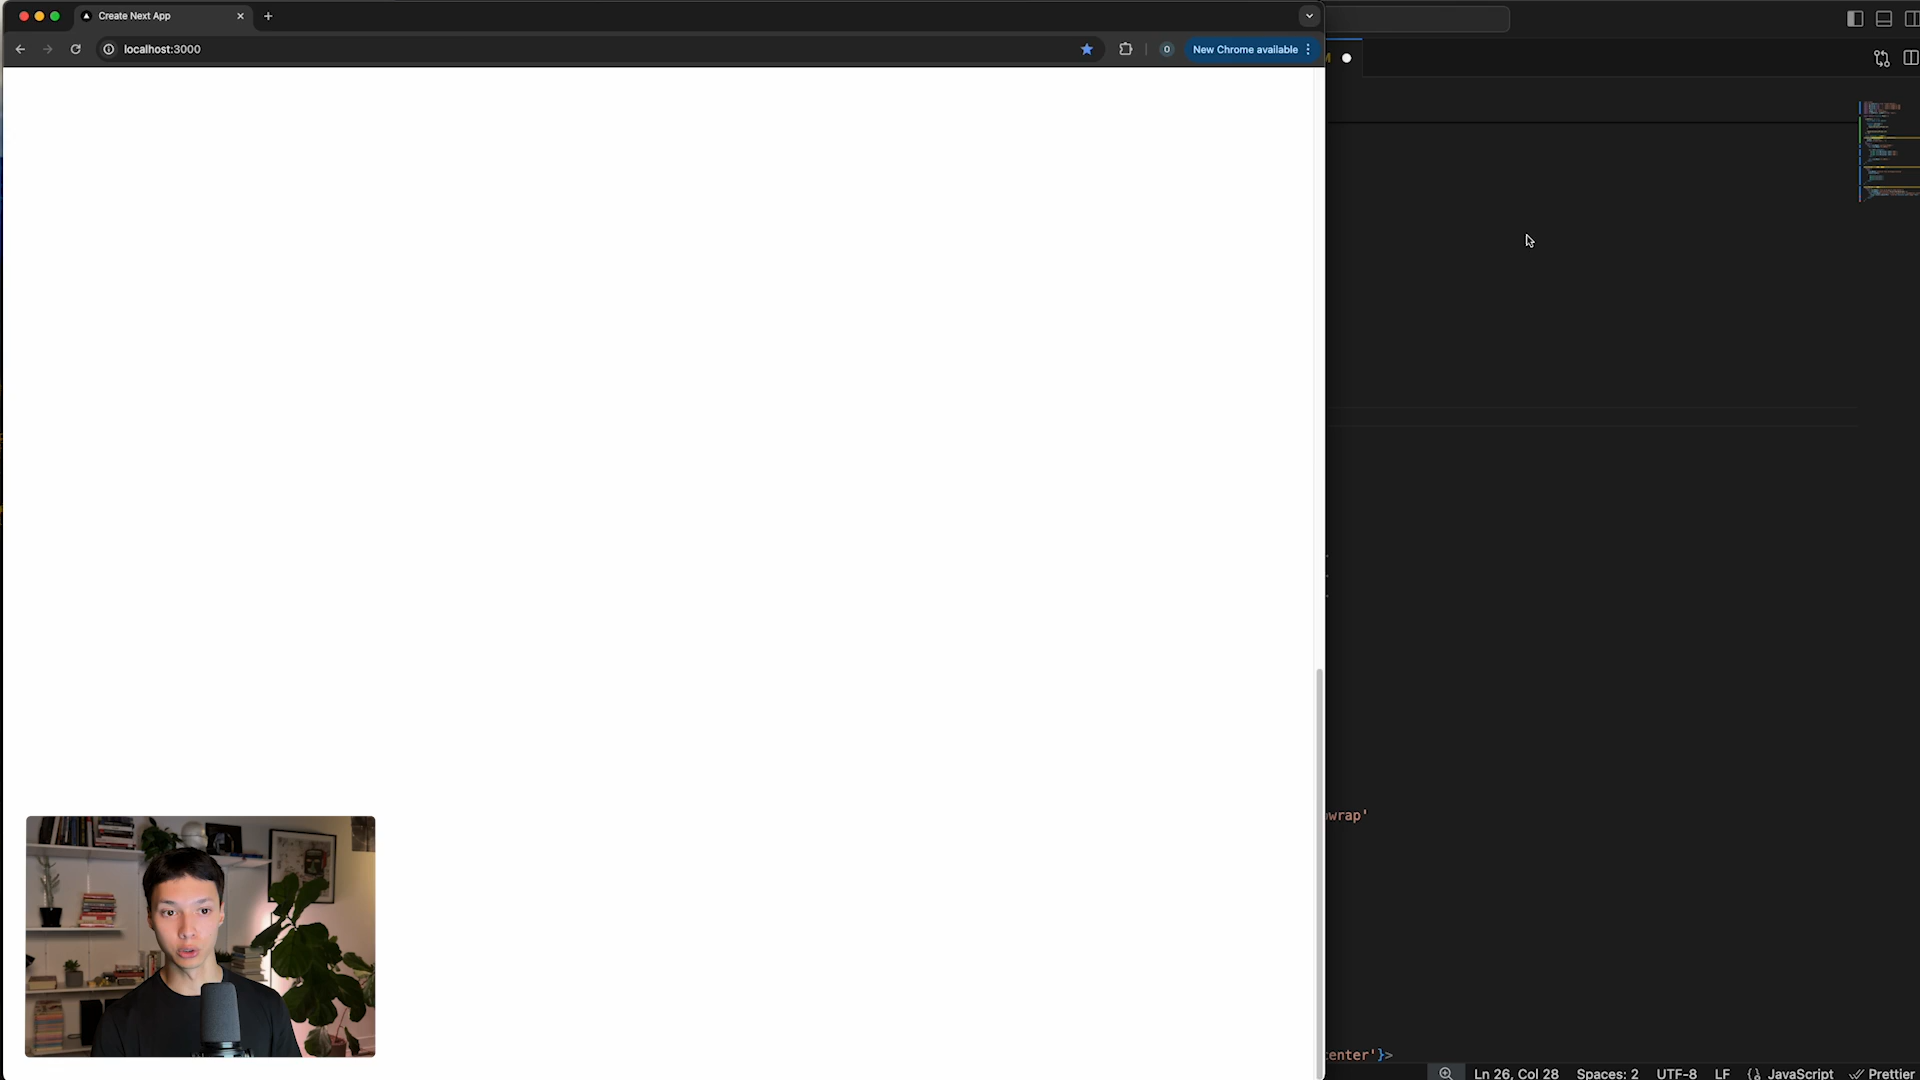 Create Next App
localhost:3000
0
New Chrome available
M
wrap'
enter'}>
Ln 26, Col 28
Spaces: 2
UTF-8
LF
{}
JavaScript
Prettier